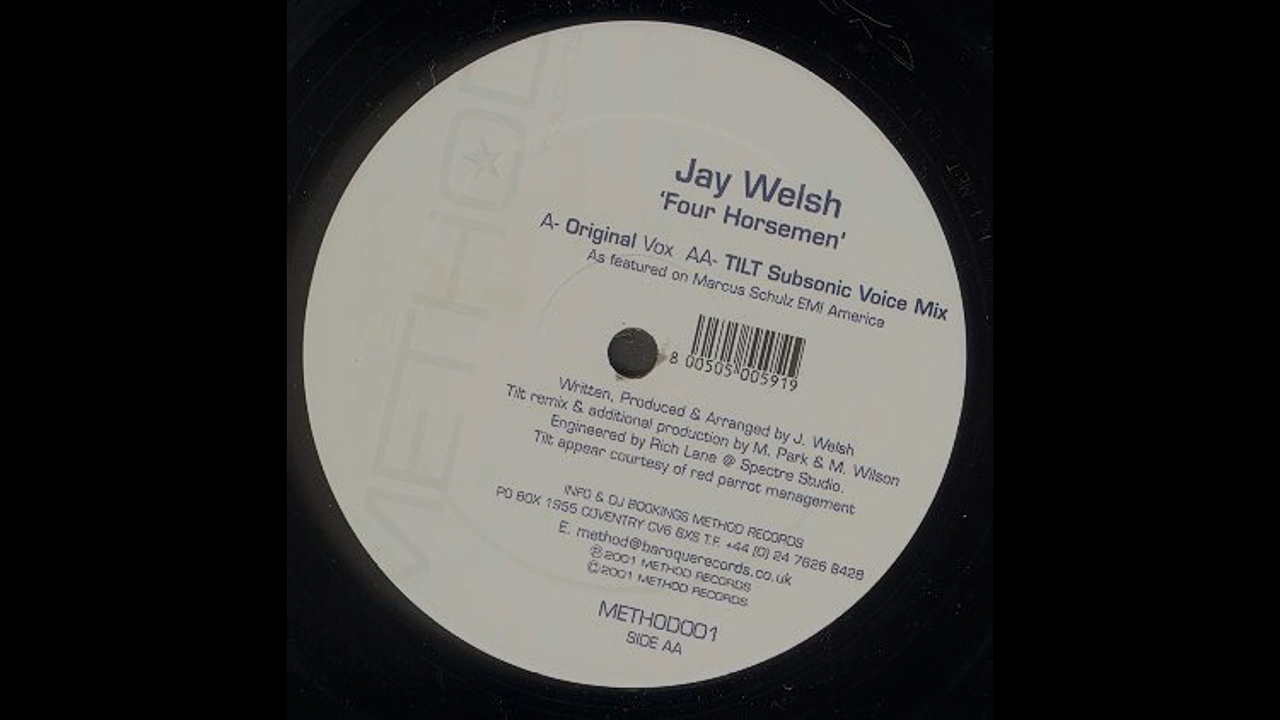 METHOD
Jay Welsh
'Four Horsemen'
A- Original Vox AA- TILT Subsonic Voice Mix
As featured on Marcus Schulz EMI America
8 00505 005919
Written, Produced & Arranged by J. Welsh
Tilt remix & additional production by M. Park & M. Wilson
Engineered by Rich Lane @ Spectre Studio.
Tilt appear courtesy of red parrot management
INFO & DJ BOOKINGS METHOD RECORDS
PO BOX 1955 COVENTRY CV6 6XS T.F. +44 (0) 24 7626 8428
E. method@baroquerecords.co.uk
℗2001 METHOD RECORDS
©2001 METHOD RECORDS
METHOD001
SIDE AA